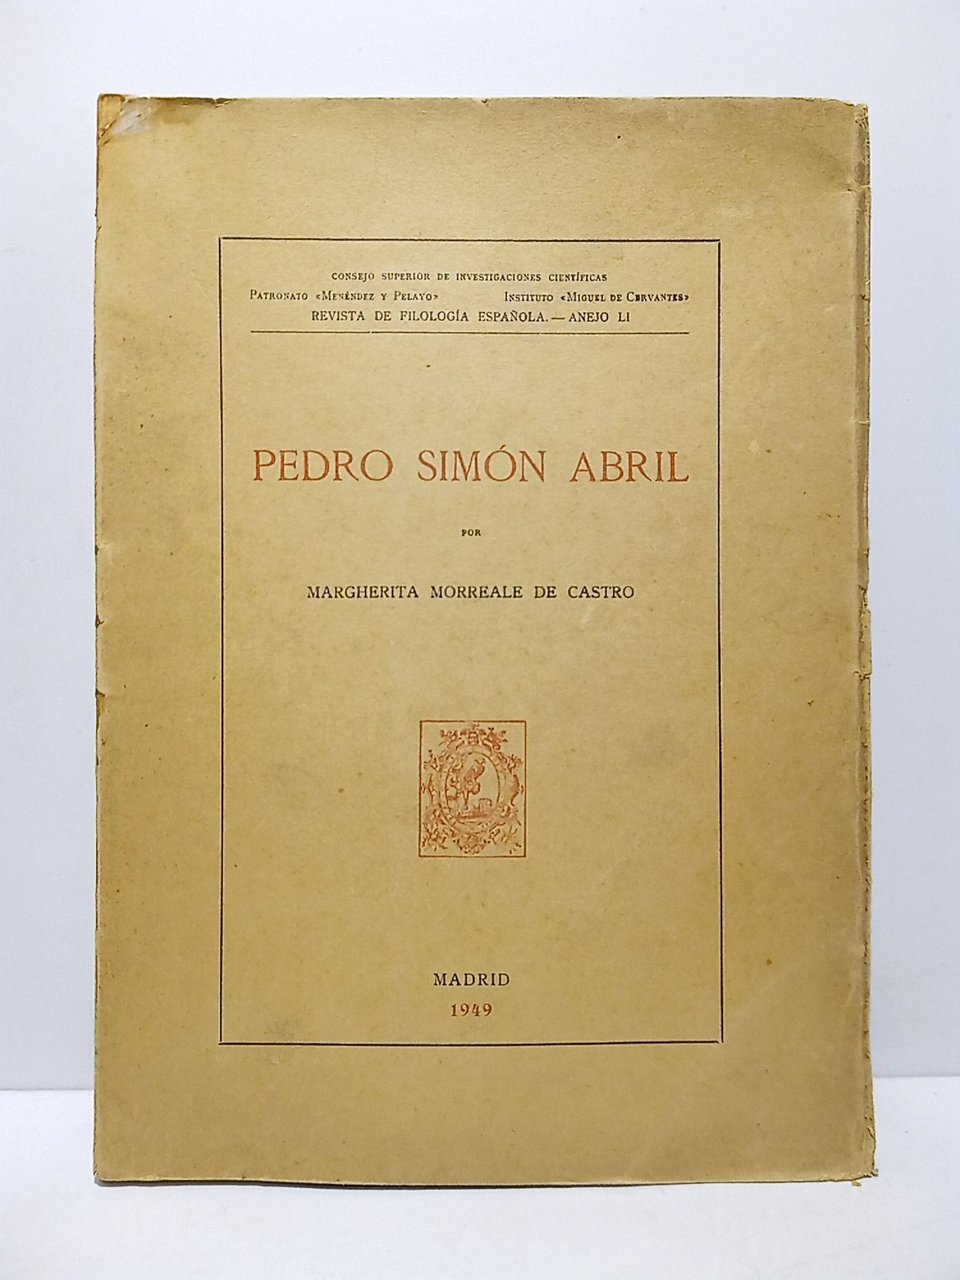 CONSEJO SUPERIOR DE INVESTIGACIONES CIENTÍFICAS
PATRONATO «MENÉNDEZ Y PELAYO» INSTITUTO «MIGUEL DE CERVANTES»
REVISTA DE FILOLOGÍA ESPAÑOLA. — ANEJO LI
PEDRO SIMÓN ABRIL
POR
MARGHERITA MORREALE DE CASTRO
MADRID
1949